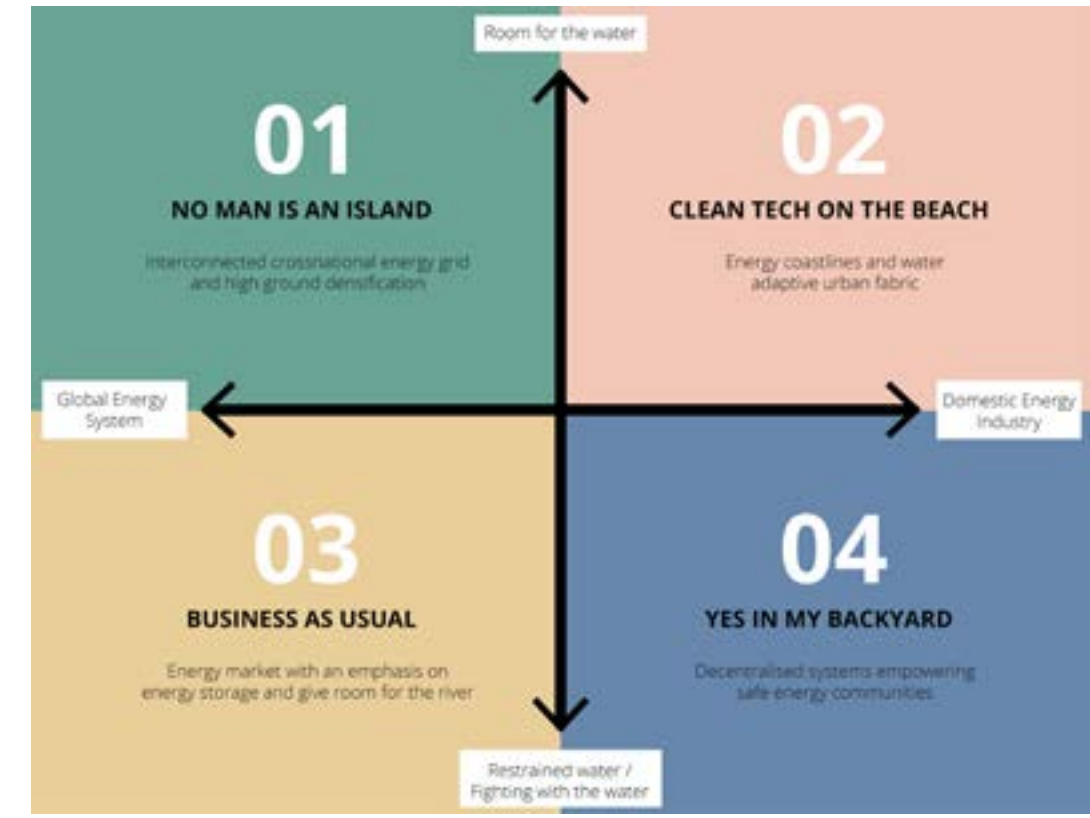 Room for the water
01
NO MAN IS AN ISLAND
Interconnected crossnational energy grid
and high ground densification
02
CLEAN TECH ON THE BEACH
Energy coastlines and water
adaptive urban fabric
Global Energy
System
Domestic Energy
Industry
03
BUSINESS AS USUAL
Energy market with an emphasis on
energy storage and give room for the river
04
YES IN MY BACKYARD
Decentralised systems empowering
safe energy communities
Restrained water /
Fighting with the water